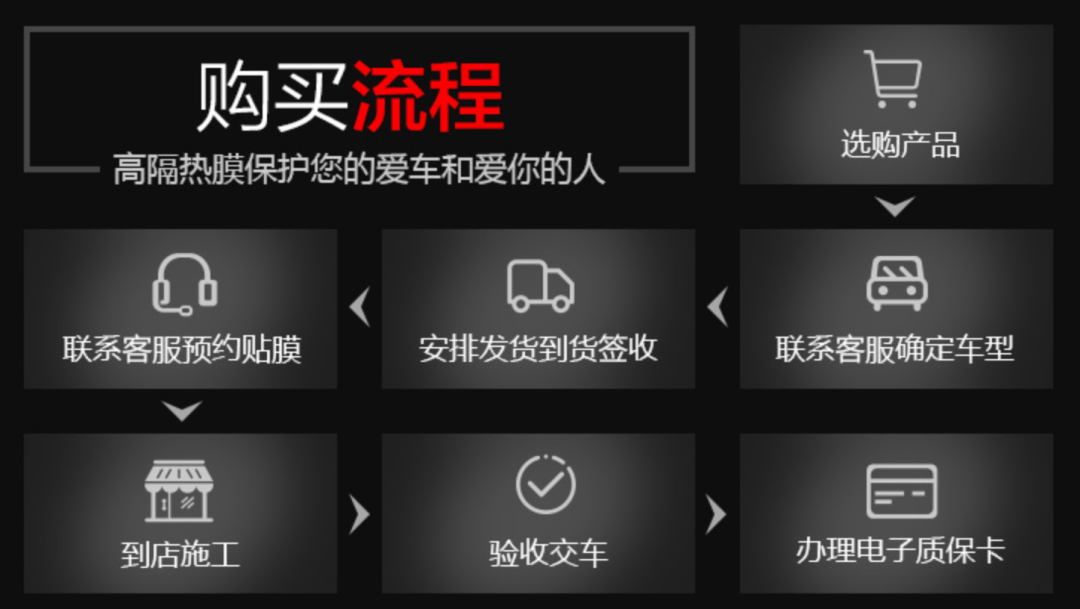 购买流程
高隔热膜保护您的爱车和爱你的人
选购产品
联系客服确定车型
安排发货到货签收
联系客服预约贴膜
到店施工
验收交车
办理电子质保卡